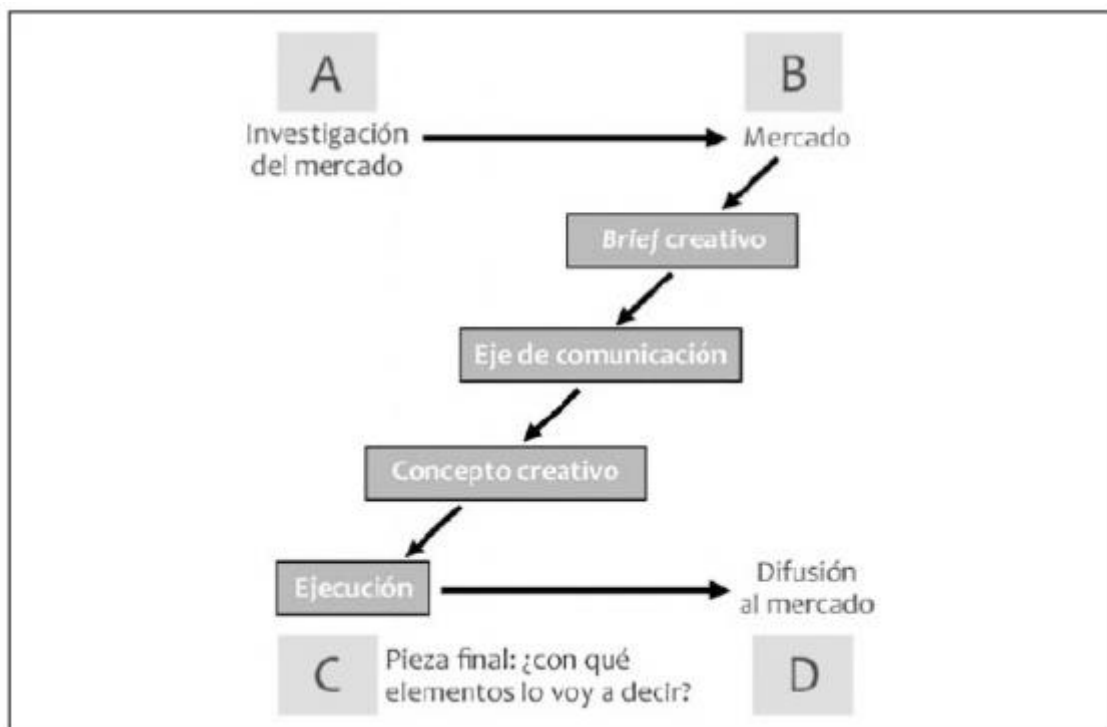 A
B
Investigación
del mercado
Mercado
Brief creativo
Eje de comunicación
Concepto creativo
Ejecución
Difusión
al mercado
C
Pieza final: ¿con qué
elementos lo voy a decir?
D